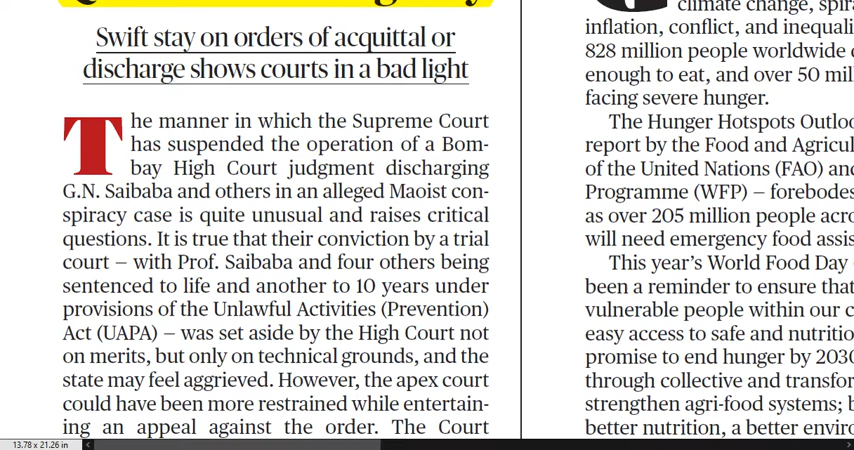 Swift stay on orders of acquittal or
discharge shows courts in a bad light
The manner in which the Supreme Court
has suspended the operation of a Bom-
bay High Court judgment discharging
G.N. Saibaba and others in an alleged Maoist con-
spiracy case is quite unusual and raises critical
questions. It is true that their conviction by a trial
court – with Prof. Saibaba and four others being
sentenced to life and another to 10 years under
provisions of the Unlawful Activities (Prevention)
Act (UAPA) – was set aside by the High Court not
on merits, but only on technical grounds, and the
state may feel aggrieved. However, the apex court
could have been more restrained while entertain-
ing an appeal against the order. The Court
climate change, spira
inflation, conflict, and inequali
828 million people worldwide
enough to eat, and over 50 mil
facing severe hunger.
The Hunger Hotspots Outloo
report by the Food and Agricul
of the United Nations (FAO) and
Programme (WFP) – forebodes
as over 205 million people acro
will need emergency food assis
This year's World Food Day
been a reminder to ensure that
vulnerable people within our c
easy access to safe and nutritio
promise to end hunger by 2030
through collective and transfor
strengthen agri-food systems; b
better nutrition, a better enviro
13.78 x 21.26 in